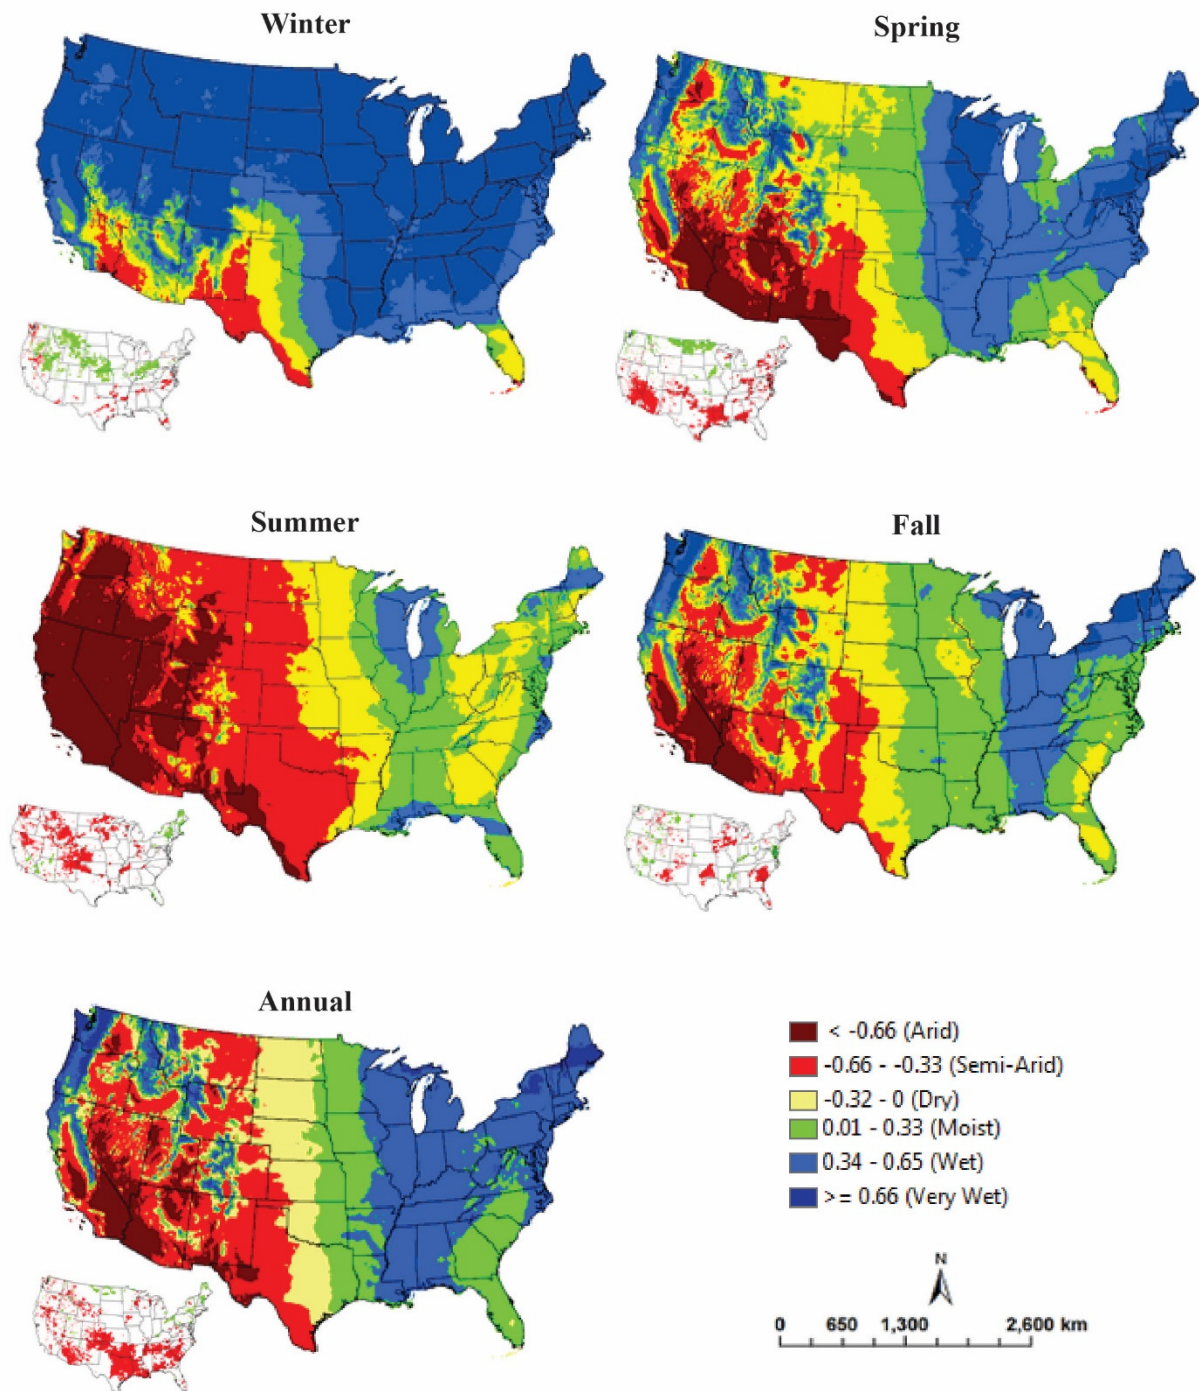 Winter
Spring
Summer
Fall
Annual
< -0.66 (Arid)
-0.66 - -0.33 (Semi-Arid)
-0.32 - 0 (Dry)
0.01 - 0.33 (Moist)
0.34 - 0.65 (Wet)
>= 0.66 (Very Wet)
N
0 650 1,300 2,600 km